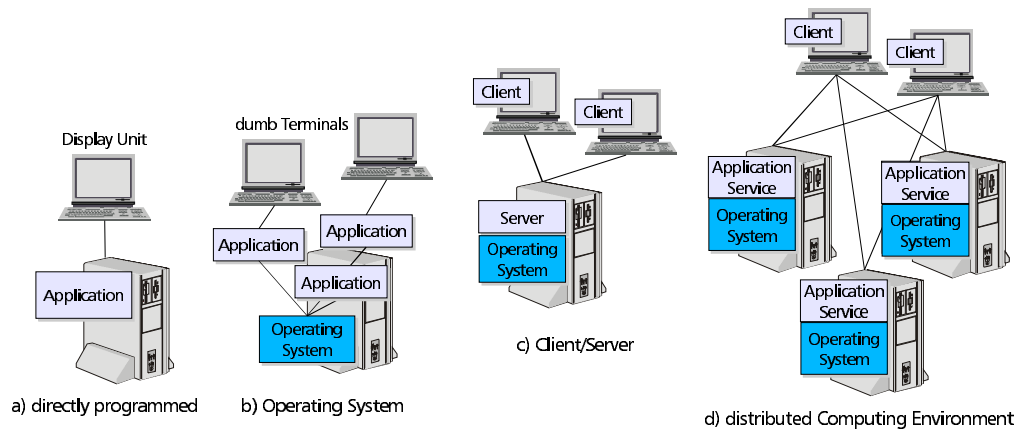 Display Unit
Application
a) directly programmed
dumb Terminals
Application
Application
Application
Operating
System
b) Operating System
Client
Client
Server
Operating
System
c) Client/Server
Client
Client
Application
Service
Operating
System
Application
Service
Operating
System
Application
Service
Operating
System
d) distributed Computing Environment